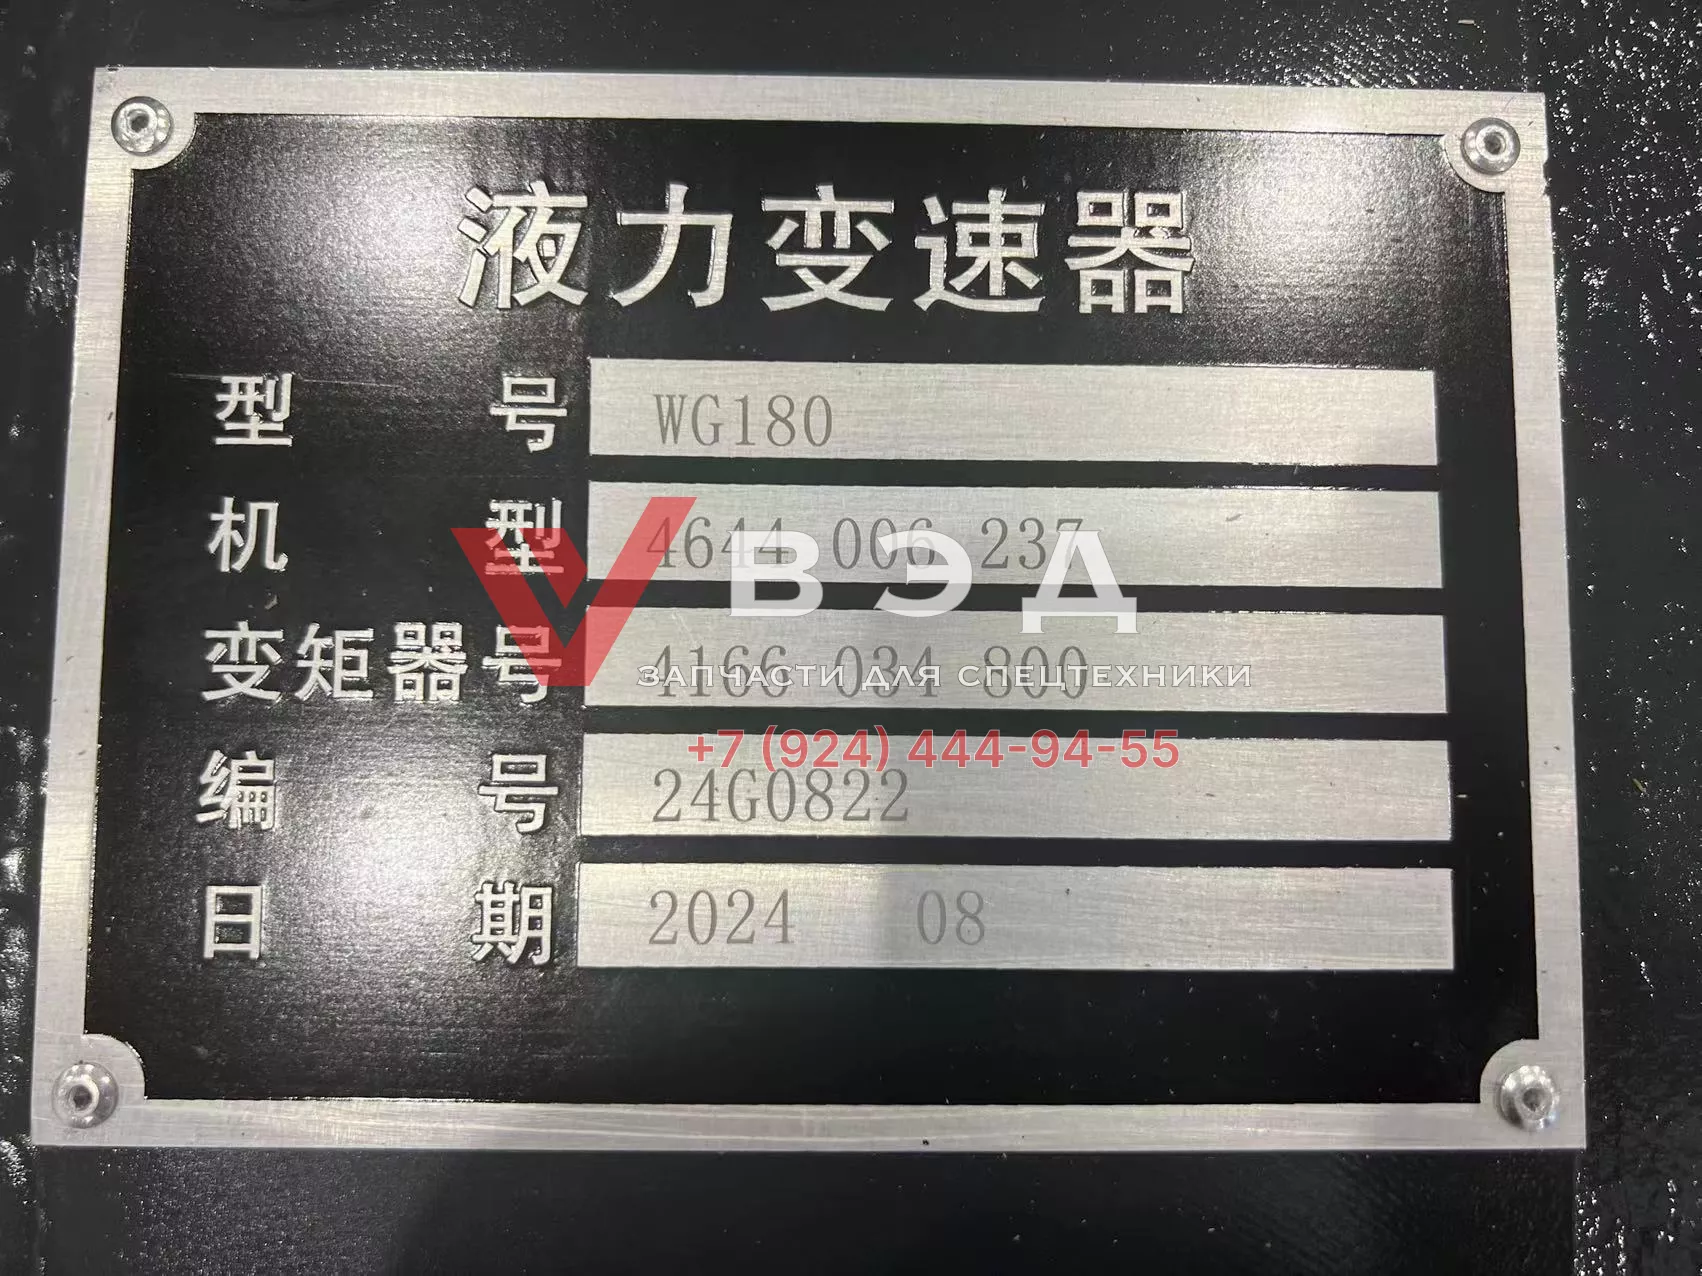 液力变速器
型号 WG180
机型 4644 006 237
ВЭД
变矩器号 4166 034 800
ЗАПЧАСТИ ДЛЯ СПЕЦТЕХНИКИ
+7 (924) 444-94-55
编号 24G0822
日期 2024 08